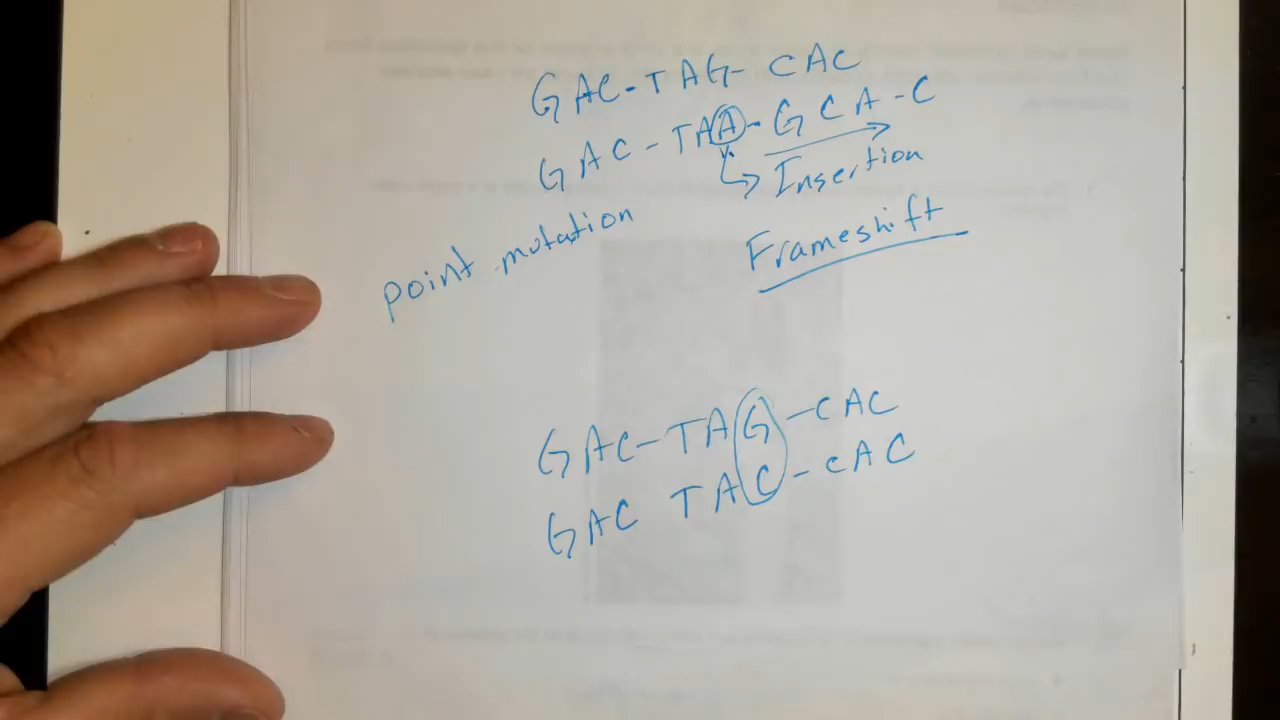 GAC-TAG-CAC
GAC-TAA-GCA-C
Insertion
point mutation
Frameshift
GAC-TAG-CAC
GAC TAC-CAC